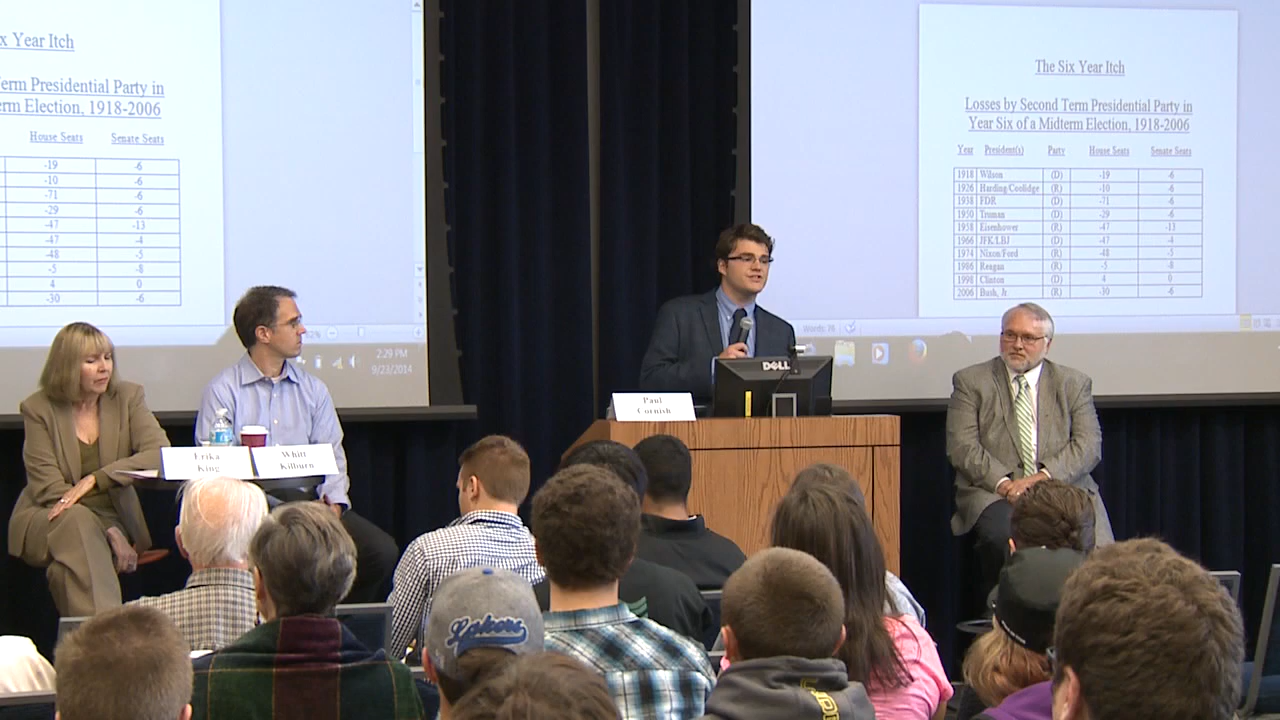 x Year Itch
erm Presidential Party in
erm Election, 1918-2006
House Seats Senate Seats
-19 -6
-10 -6
-71 -6
-29 -6
-47 -13
-47 -4
-48 -5
-5 -8
4 0
-30 -6
2:29 PM
9/23/2014
The Six Year Itch
Losses by Second Term Presidential Party in
Year Six of a Midterm Election, 1918-2006
Year President(s) Party House Seats Senate Seats
1918 Wilson (D) -19 -6
1926 Harding/Coolidge (R) -10 -6
1938 FDR (D) -71 -6
1950 Truman (D) -29 -6
1958 Eisenhower (R) -47 -13
1966 JFK/LBJ (D) -47 -4
1974 Nixon/Ford (R) -48 -5
1986 Reagan (R) -5 -8
1998 Clinton (D) 4 0
2006 Bush, Jr. (R) -30 -6
Words: 78
DELL
Paul
Cornish
Erika
King
Whitt
Kilburn
Lakers